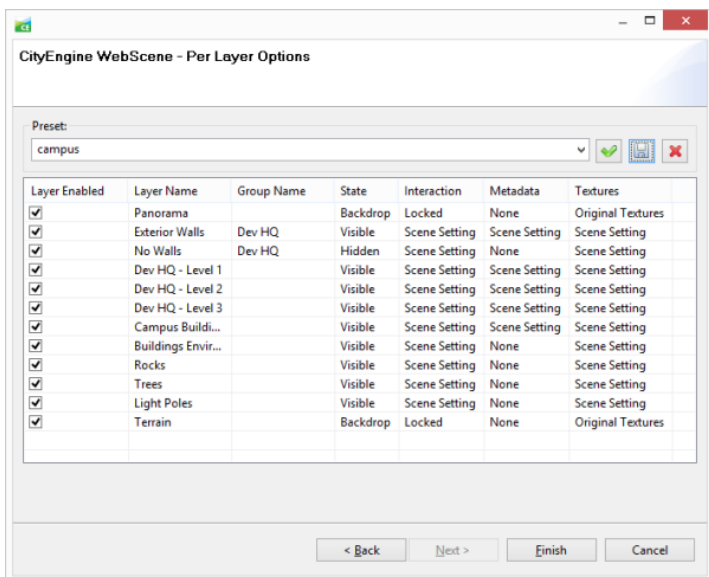 CE
CityEngine WebScene - Per Layer Options
Preset:
campus
Layer Enabled Layer Name Group Name State Interaction Metadata Textures
Panorama Backdrop Locked None Original Textures
Exterior Walls Dev HQ Visible Scene Setting Scene Setting Scene Setting
No Walls Dev HQ Hidden Scene Setting None Scene Setting
Dev HQ - Level 1 Visible Scene Setting Scene Setting Scene Setting
Dev HQ - Level 2 Visible Scene Setting Scene Setting Scene Setting
Dev HQ - Level 3 Visible Scene Setting Scene Setting Scene Setting
Campus Buildi... Visible Scene Setting Scene Setting Scene Setting
Buildings Envir... Visible Scene Setting None Scene Setting
Rocks Visible Scene Setting None Scene Setting
Trees Visible Scene Setting None Scene Setting
Light Poles Visible Scene Setting None Scene Setting
Terrain Backdrop Locked None Original Textures
< Back Next > Finish Cancel